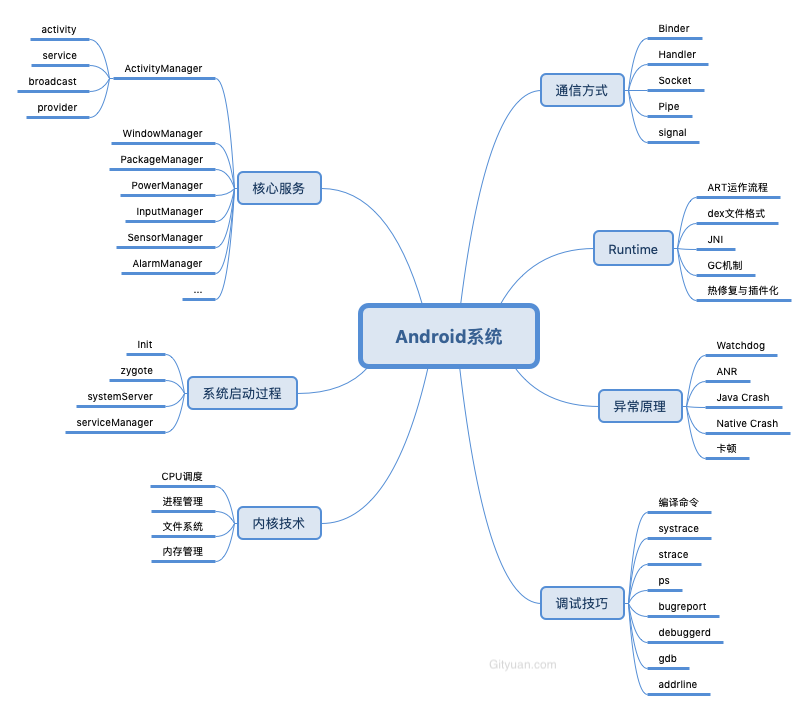 Android系统
核心服务
ActivityManager
activity
service
broadcast
provider
WindowManager
PackageManager
PowerManager
InputManager
SensorManager
AlarmManager
...
系统启动过程
Init
zygote
systemServer
serviceManager
内核技术
CPU调度
进程管理
文件系统
内存管理
通信方式
Binder
Handler
Socket
Pipe
signal
Runtime
ART运作流程
dex文件格式
JNI
GC机制
热修复与插件化
异常原理
Watchdog
ANR
Java Crash
Native Crash
卡顿
调试技巧
编译命令
systrace
strace
ps
bugreport
debuggerd
gdb
addrline
Gityuan.com